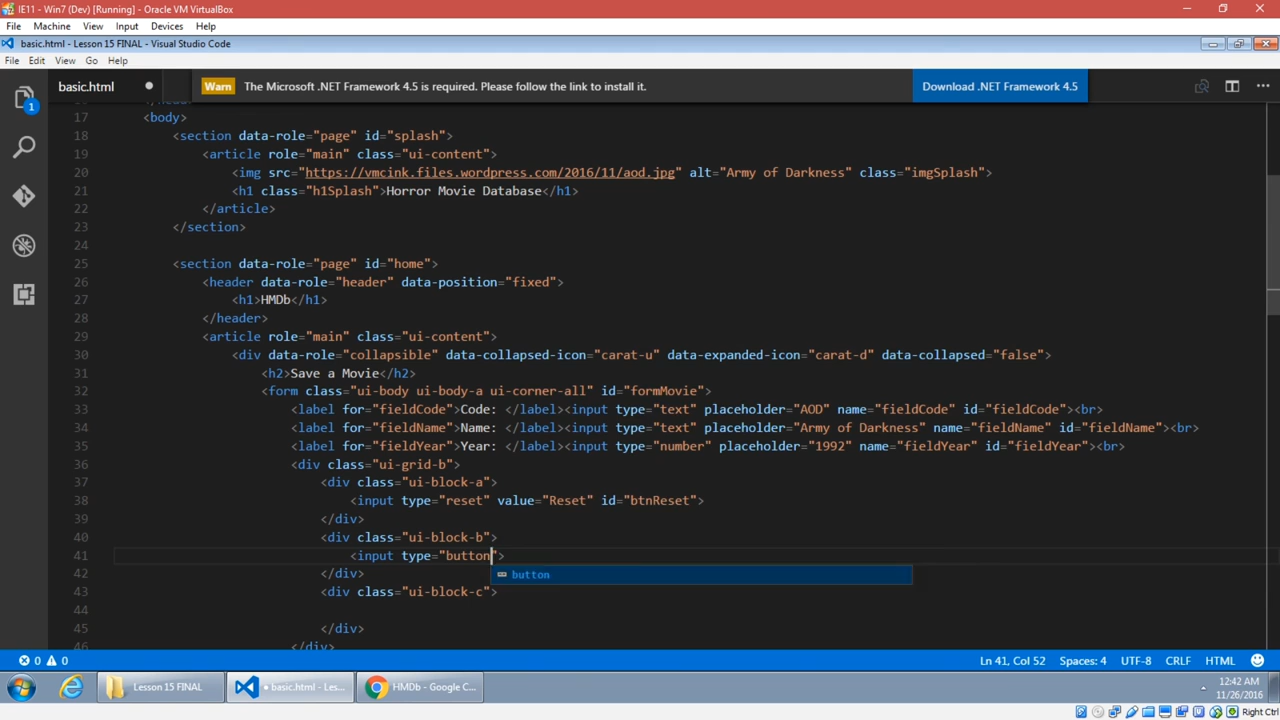 IE11 - Win7 (Dev) [Running] - Oracle VM VirtualBox
File Machine View Input Devices Help
basic.html - Lesson 15 FINAL - Visual Studio Code
File Edit View Go Help
basic.html
Warn The Microsoft .NET Framework 4.5 is required. Please follow the link to install it. Download .NET Framework 4.5
1
17 <body>
18 <section data-role="page" id="splash">
19 <article role="main" class="ui-content">
20 <img src="https://vmcink.files.wordpress.com/2016/11/aod.jpg" alt="Army of Darkness" class="imgSplash">
21 <h1 class="h1Splash">Horror Movie Database</h1>
22 </article>
23 </section>
24
25 <section data-role="page" id="home">
26 <header data-role="header" data-position="fixed">
27 <h1>HMDb</h1>
28 </header>
29 <article role="main" class="ui-content">
30 <div data-role="collapsible" data-collapsed-icon="carat-u" data-expanded-icon="carat-d" data-collapsed="false">
31 <h2>Save a Movie</h2>
32 <form class="ui-body ui-body-a ui-corner-all" id="formMovie">
33 <label for="fieldCode">Code: </label><input type="text" placeholder="AOD" name="fieldCode" id="fieldCode"><br>
34 <label for="fieldName">Name: </label><input type="text" placeholder="Army of Darkness" name="fieldName" id="fieldName"><br>
35 <label for="fieldYear">Year: </label><input type="number" placeholder="1992" name="fieldYear" id="fieldYear"><br>
36 <div class="ui-grid-b">
37 <div class="ui-block-a">
38 <input type="reset" value="Reset" id="btnReset">
39 </div>
40 <div class="ui-block-b">
41 <input type="button">
button
42 </div>
43 <div class="ui-block-c">
44
45 </div>
46 </div>
0 0 Ln 41, Col 52 Spaces: 4 UTF-8 CRLF HTML
Lesson 15 FINAL
• basic.html - Les...
HMDb - Google C...
12:42 AM
11/26/2016
Right Ctrl